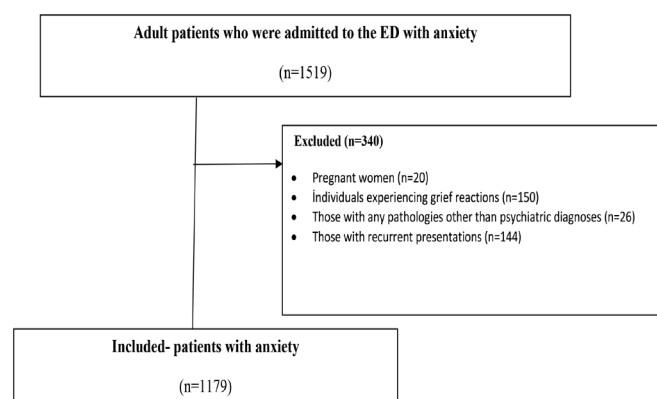 Adult patients who were admitted to the ED with anxiety
(n=1519)
Excluded (n=340)
• Pregnant women (n=20)
• İndividuals experiencing grief reactions (n=150)
• Those with any pathologies other than psychiatric diagnoses (n=26)
• Those with recurrent presentations (n=144)
Included- patients with anxiety
(n=1179)